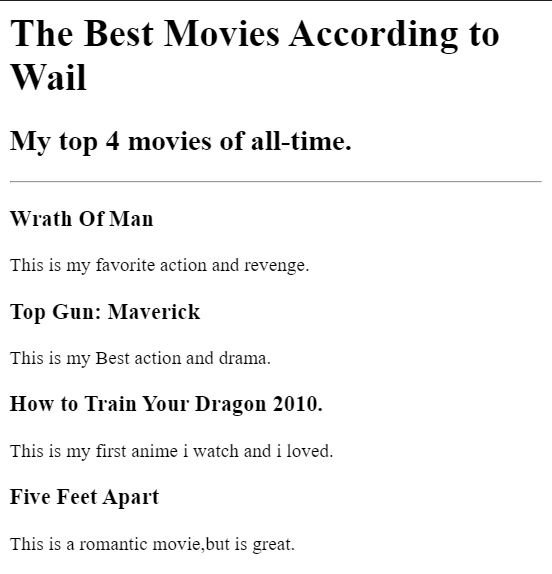 The Best Movies According to
Wail
My top 4 movies of all-time.
Wrath Of Man
This is my favorite action and revenge.
Top Gun: Maverick
This is my Best action and drama.
How to Train Your Dragon 2010.
This is my first anime i watch and i loved.
Five Feet Apart
This is a romantic movie,but is great.